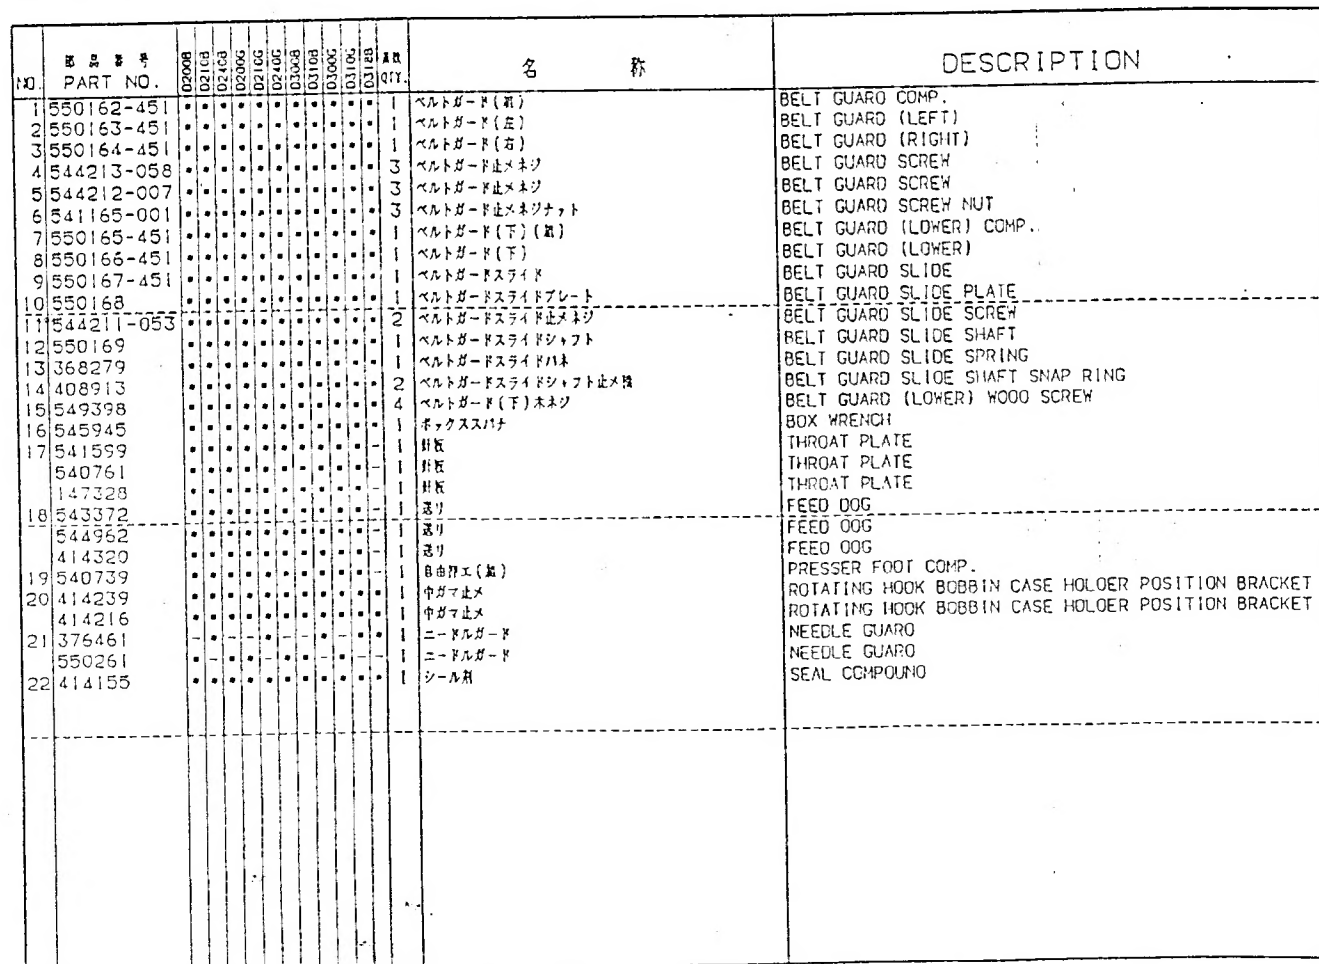 NO. 部品番号 PART NO. 0200B 0210B 0240B 0200G 0210G 0240G 0300B 0310B 0300G 0310G 0318B 員数 QTY. 名 称 DESCRIPTION
1 550162-451 • • • • • • • • • • • 1 ベルトガード(組) BELT GUARD COMP.
2 550163-451 • • • • • • • • • • • 1 ベルトガード(左) BELT GUARD (LEFT)
3 550164-451 • • • • • • • • • • • 1 ベルトガード(右) BELT GUARD (RIGHT)
4 544213-058 • • • • • • • • • • • 3 ベルトガード止メネジ BELT GUARD SCREW
5 544212-007 • • • • • • • • • • • 3 ベルトガード止メネジ BELT GUARD SCREW
6 541165-001 • • • • • • • • • • • 3 ベルトガード止メネジナット BELT GUARD SCREW NUT
7 550165-451 • • • • • • • • • • • 1 ベルトガード(下)(組) BELT GUARD (LOWER) COMP.
8 550166-451 • • • • • • • • • • • 1 ベルトガード(下) BELT GUARD (LOWER)
9 550167-451 • • • • • • • • • • • 1 ベルトガードスライド BELT GUARD SLIDE
10 550168 • • • • • • • • • • • 1 ベルトガードスライドプレート BELT GUARD SLIDE PLATE
11 544211-053 • • • • • • • • • • • 2 ベルトガードスライド止メネジ BELT GUARD SLIDE SCREW
12 550169 • • • • • • • • • • • 1 ベルトガードスライドシャフト BELT GUARD SLIDE SHAFT
13 368279 • • • • • • • • • • • 1 ベルトガードスライドバネ BELT GUARD SLIDE SPRING
14 408913 • • • • • • • • • • • 2 ベルトガードスライドシャフト止メ輪 BELT GUARD SLIDE SHAFT SNAP RING
15 549398 • • • • • • • • • • • 4 ベルトガード(下)木ネジ BELT GUARD (LOWER) WOOD SCREW
16 545945 • • • • • • • • • • • 1 ボックススパナ BOX WRENCH
17 541599 • • • • • • • • • • - 1 針板 THROAT PLATE
540761 • • • • • • • • • • - 1 針板 THROAT PLATE
147328 • • • • • • • • • • - 1 針板 THROAT PLATE
18 543372 • • • • • • • • • • - 1 送り FEED DOG
544962 • • • • • • • • • • - 1 送り FEED DOG
414320 • • • • • • • • • • - 1 送り FEED DOG
19 540739 • • • • • • • • • • - 1 自由押エ(組) PRESSER FOOT COMP.
20 414239 • • • • • • • • • • • 1 中ガマ止メ ROTATING HOOK BOBBIN CASE HOLDER POSITION BRACKET
414216 • • • • • • • • • • • 1 中ガマ止メ ROTATING HOOK BOBBIN CASE HOLDER POSITION BRACKET
21 376461 - • - - • - - • - • • 1 ニードルガード NEEDLE GUARD
550261 • - • • - • • - • - - 1 ニードルガード NEEDLE GUARD
22 414155 • • • • • • • • • • • 1 シール剤 SEAL COMPOUND